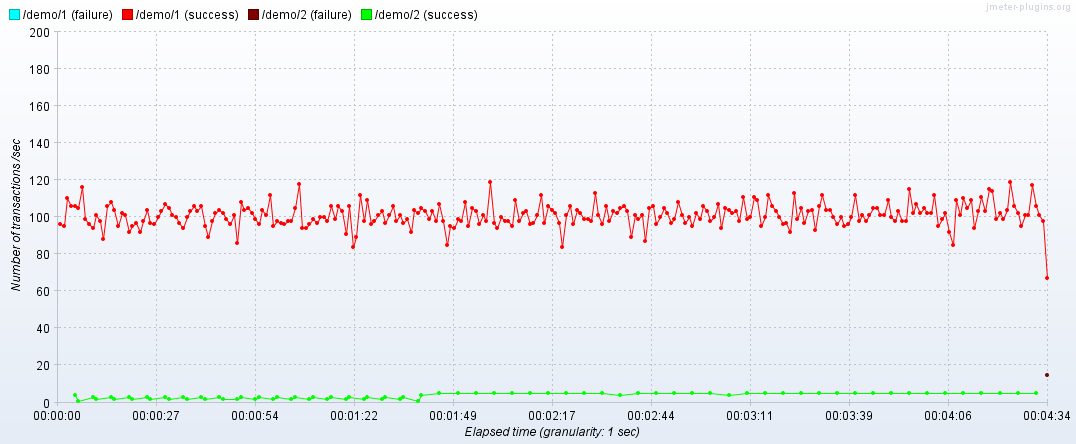 /demo/1 (failure) /demo/1 (success) /demo/2 (failure) /demo/2 (success)
jmeter-plugins.org
200
180
160
140
120
100
80
60
40
20
0
Number of transactions /sec
00:00:00 00:00:27 00:00:54 00:01:22 00:01:49 00:02:17 00:02:44 00:03:11 00:03:39 00:04:06 00:04:34
Elapsed time (granularity: 1 sec)